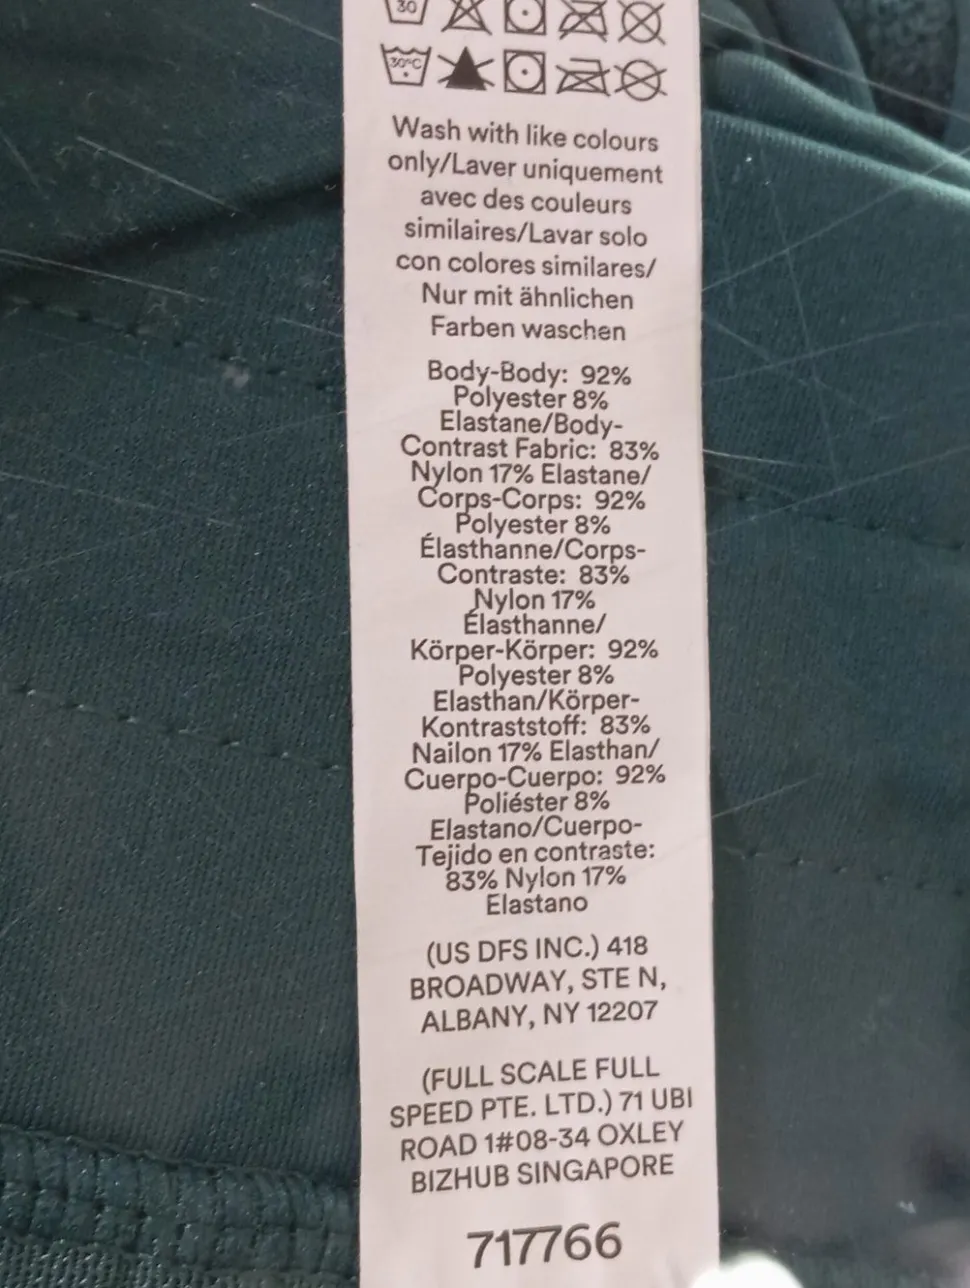 30
30°C
Wash with like colours
only/Laver uniquement
avec des couleurs
similaires/Lavar solo
con colores similares/
Nur mit ähnlichen
Farben waschen
Body-Body: 92%
Polyester 8%
Elastane/Body-
Contrast Fabric: 83%
Nylon 17% Elastane/
Corps-Corps: 92%
Polyester 8%
Élasthanne/Corps-
Contraste: 83%
Nylon 17%
Élasthanne/
Körper-Körper: 92%
Polyester 8%
Elasthan/Körper-
Kontraststoff: 83%
Nailon 17% Elasthan/
Cuerpo-Cuerpo: 92%
Poliéster 8%
Elastano/Cuerpo-
Tejido en contraste:
83% Nylon 17%
Elastano
(US DFS INC.) 418
BROADWAY, STE N,
ALBANY, NY 12207
(FULL SCALE FULL
SPEED PTE. LTD.) 71 UBI
ROAD 1#08-34 OXLEY
BIZHUB SINGAPORE
717766